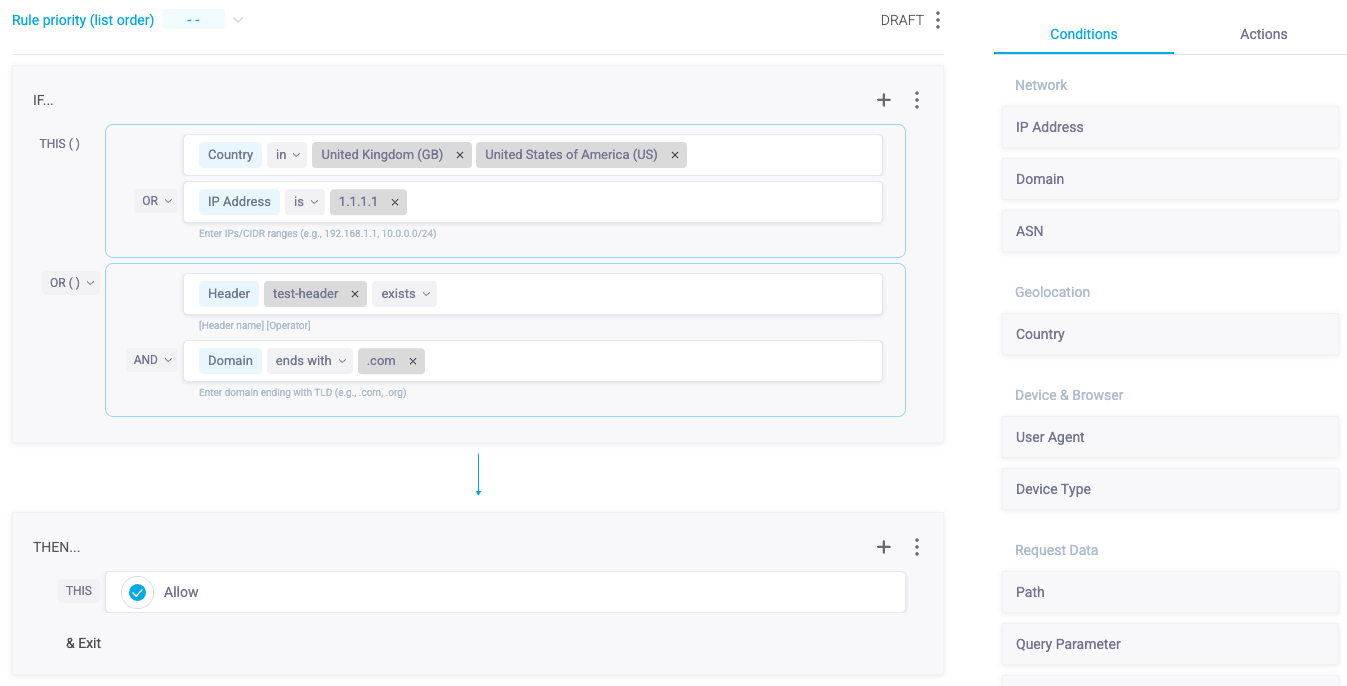 Rule priority (list order) -- DRAFT
Conditions Actions
IF...
THIS ( ) Country in United Kingdom (GB) × United States of America (US) ×
OR IP Address is 1.1.1.1 ×
Enter IPs/CIDR ranges (e.g., 192.168.1.1, 10.0.0.0/24)
OR ( ) Header test-header × exists
[Header name] [Operator]
AND Domain ends with .com ×
Enter domain ending with TLD (e.g., .com, .org)
THEN...
THIS Allow
& Exit
Network
IP Address
Domain
ASN
Geolocation
Country
Device & Browser
User Agent
Device Type
Request Data
Path
Query Parameter